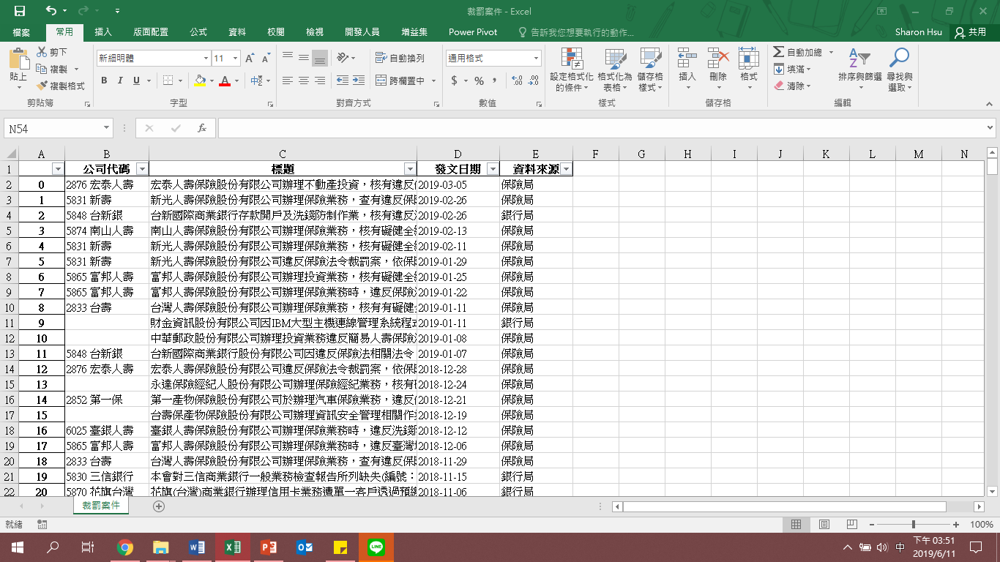 裁罰案件 - Excel
檔案 常用 插入 版面配置 公式 資料 校閱 檢視 開發人員 增益集 Power Pivot 告訴我您想要執行的動作... Sharon Hsu 共用
貼上 剪下 複製 複製格式 剪貼簿
新細明體 11 B I U A 中 字型
自動換列 跨欄置中 對齊方式
通用格式 $ % , 數值
設定格式化的條件 格式化為表格 儲存格樣式 樣式
插入 刪除 格式 儲存格
自動加總 填滿 清除 排序與篩選 尋找與選取 編輯
N54 fx
A B C D E F G H I J K L M N
1 公司代碼 標題 發文日期 資料來源
2 0 2876 宏泰人壽 宏泰人壽保險股份有限公司辦理不動產投資，核有違反 2019-03-05 保險局
3 1 5831 新壽 新光人壽保險股份有限公司辦理保險業務，查有違反保 2019-02-26 保險局
4 2 5848 台新銀 台新國際商業銀行存款開戶及洗錢防制作業，核有違反 2019-02-26 銀行局
5 3 5874 南山人壽 南山人壽保險股份有限公司辦理保險業務，核有礙健全 2019-02-13 保險局
6 4 5831 新壽 新光人壽保險股份有限公司辦理保險業務，核有礙健全 2019-02-11 保險局
7 5 5831 新壽 新光人壽保險股份有限公司違反保險法令裁罰案，依保 2019-01-29 保險局
8 6 5865 富邦人壽 富邦人壽保險股份有限公司辦理投資業務，核有礙健全 2019-01-25 保險局
9 7 5865 富邦人壽 富邦人壽保險股份有限公司辦理保險業務時，違反保險 2019-01-22 保險局
10 8 2833 台壽 台灣人壽保險股份有限公司辦理保險業務，核有有礙健 2019-01-11 保險局
11 9 財金資訊股份有限公司因IBM大型主機連線管理系統程 2019-01-11 銀行局
12 10 中華郵政股份有限公司辦理投資業務違反簡易人壽保險 2019-01-08 保險局
13 11 5848 台新銀 台新國際商業銀行股份有限公司因違反保險法相關法令 2019-01-07 保險局
14 12 2876 宏泰人壽 宏泰人壽保險股份有限公司違反保險法令裁罰案，依保 2018-12-28 保險局
15 13 永達保險經紀人股份有限公司辦理保險經紀業務，核有 2018-12-24 保險局
16 14 2852 第一保 第一產物保險股份有限公司於辦理汽車保險業務，違反 2018-12-21 保險局
17 15 台壽保產物保險股份有限公司辦理資訊安全管理相關作 2018-12-19 保險局
18 16 6025 臺銀人壽 臺銀人壽保險股份有限公司辦理保險業務時，違反洗錢 2018-12-12 保險局
19 17 5865 富邦人壽 富邦人壽保險股份有限公司辦理保險業務時，違反臺灣 2018-12-06 保險局
20 18 2833 台壽 台灣人壽保險股份有限公司辦理保險業務，查有違反保 2018-11-29 保險局
21 19 5830 三信銀行 本會對三信商業銀行一般業務檢查報告所列缺失(編號： 2018-11-15 銀行局
22 20 5870 花旗台灣 花旗(台灣)商業銀行辦理信用卡業務遭單一客戶透過預 2018-11-06 銀行局
裁罰案件
就緒 100%
中 下午 03:51
2019/6/11